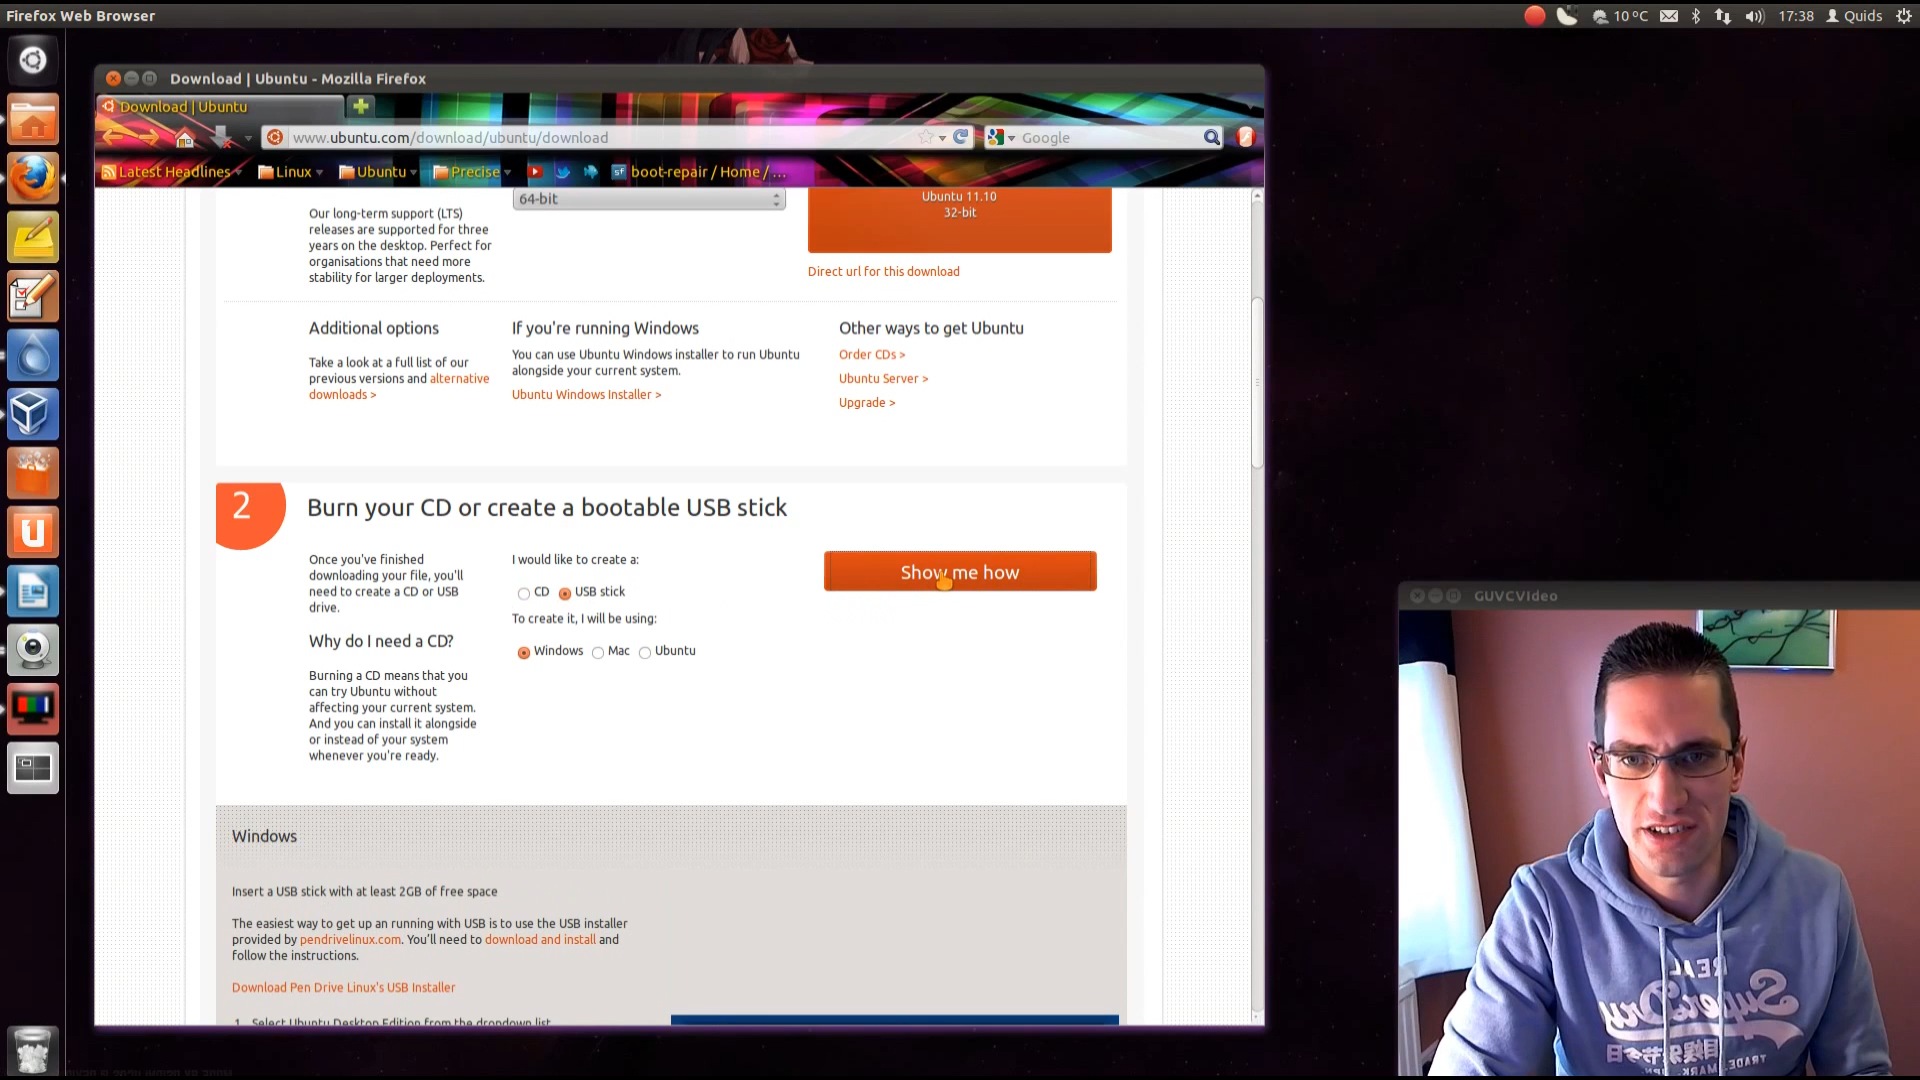 Firefox Web Browser
10 °C
17:38
Quids
Download | Ubuntu - Mozilla Firefox
Download | Ubuntu
www.ubuntu.com/download/ubuntu/download
Google
Latest Headlines
Linux
Ubuntu
Precise
boot-repair / Home / ...
64-bit
Ubuntu 11.10
32-bit
Our long-term support (LTS)
releases are supported for three
years on the desktop. Perfect for
organisations that need more
stability for larger deployments.
Direct url for this download
Additional options
Take a look at a full list of our
previous versions and alternative
downloads >
If you're running Windows
You can use Ubuntu Windows installer to run Ubuntu
alongside your current system.
Ubuntu Windows Installer >
Other ways to get Ubuntu
Order CDs >
Ubuntu Server >
Upgrade >
2
Burn your CD or create a bootable USB stick
Once you've finished
downloading your file, you'll
need to create a CD or USB
drive.
Why do I need a CD?
Burning a CD means that you
can try Ubuntu without
affecting your current system.
And you can install it alongside
or instead of your system
whenever you're ready.
I would like to create a:
CD
USB stick
To create it, I will be using:
Windows
Mac
Ubuntu
Show me how
Windows
Insert a USB stick with at least 2GB of free space
The easiest way to get up an running with USB is to use the USB installer
provided by pendrivelinux.com. You'll need to download and install and
follow the instructions.
Download Pen Drive Linux's USB Installer
1. Select Ubuntu Desktop Edition from the dropdown list
GUVCVIdeo
REAL
SuperDry